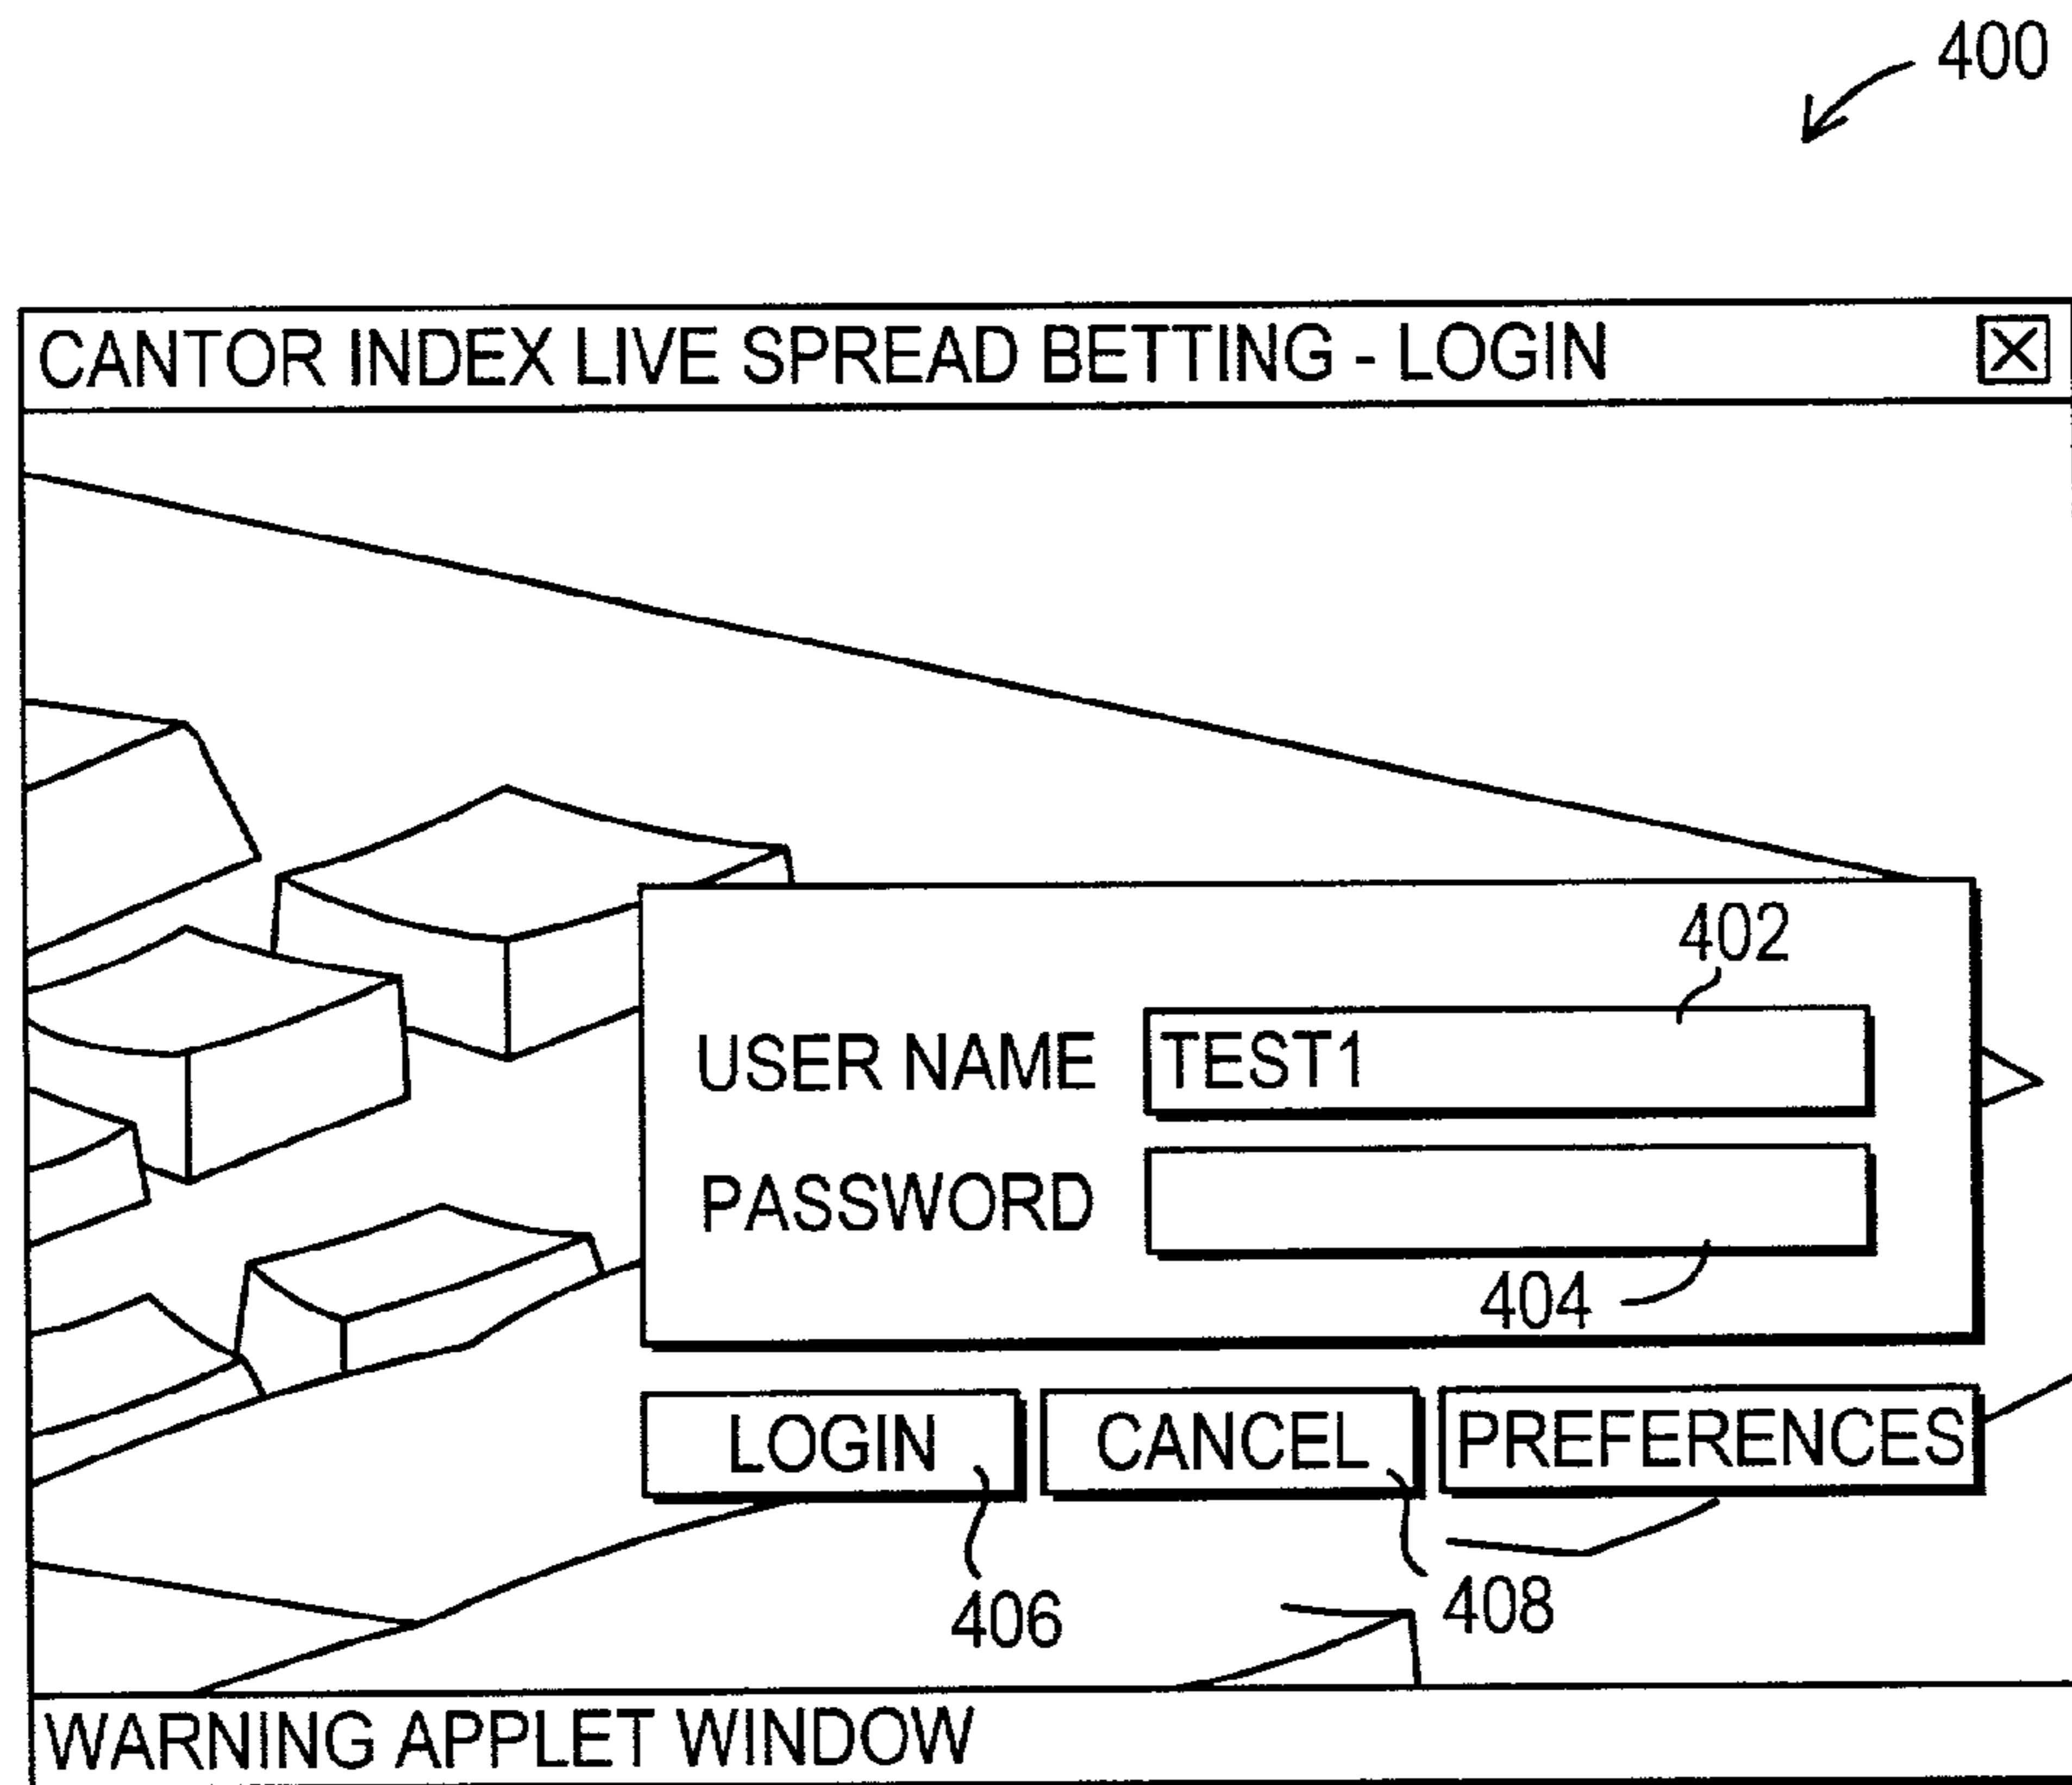 400
CANTOR INDEX LIVE SPREAD BETTING - LOGIN
402
USER NAME TEST1
PASSWORD
404
LOGIN CANCEL PREFERENCES
406 408
WARNING APPLET WINDOW